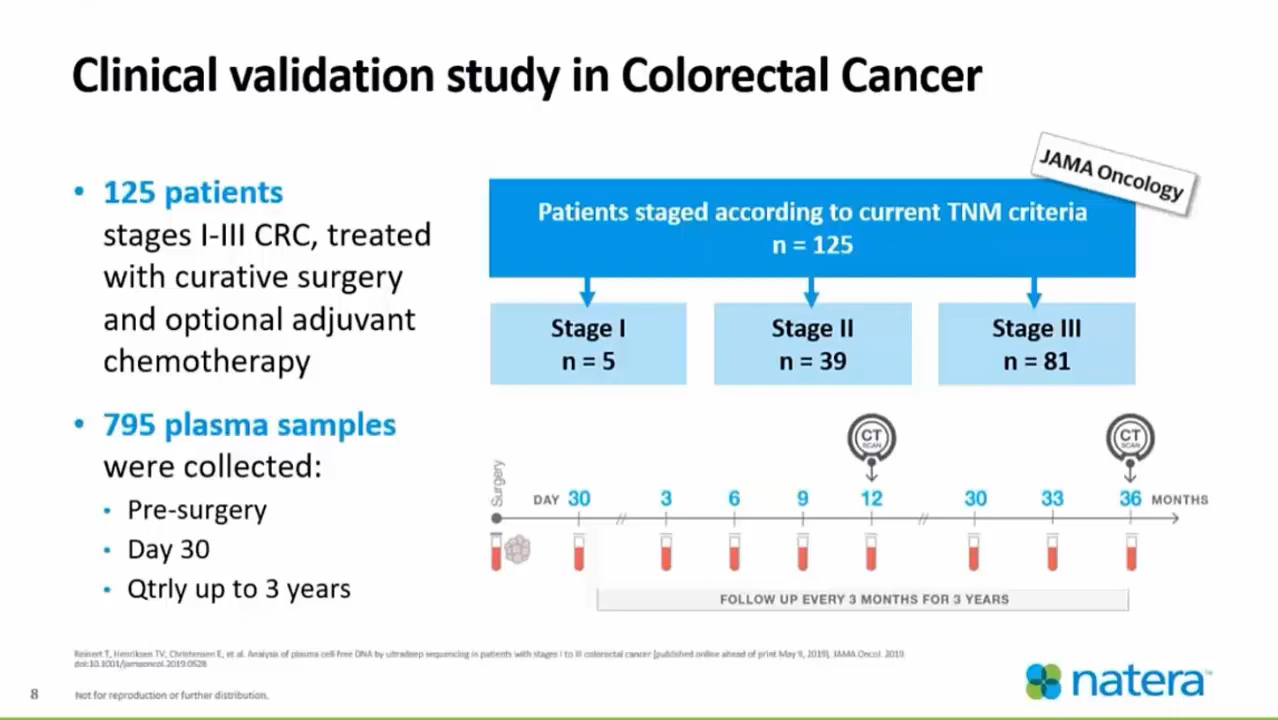 Clinical validation study in Colorectal Cancer
• 125 patients
stages I-III CRC, treated
with curative surgery
and optional adjuvant
chemotherapy
• 795 plasma samples
were collected:
• Pre-surgery
• Day 30
• Qtrly up to 3 years
JAMA Oncology
Patients staged according to current TNM criteria
n = 125
Stage I
n = 5
Stage II
n = 39
Stage III
n = 81
CT
SCAN
CT
SCAN
Surgery
DAY 30 3 6 9 12 30 33 36 MONTHS
FOLLOW UP EVERY 3 MONTHS FOR 3 YEARS
Reinert T, Henriksen TV, Christensen E, et al. Analysis of plasma cell-free DNA by ultradeep sequencing in patients with stages I to III colorectal cancer [published online ahead of print May 9, 2019]. JAMA Oncol. 2019.
doi:10.1001/jamaoncol.2019.0528
8
Not for reproduction or further distribution.
natera™